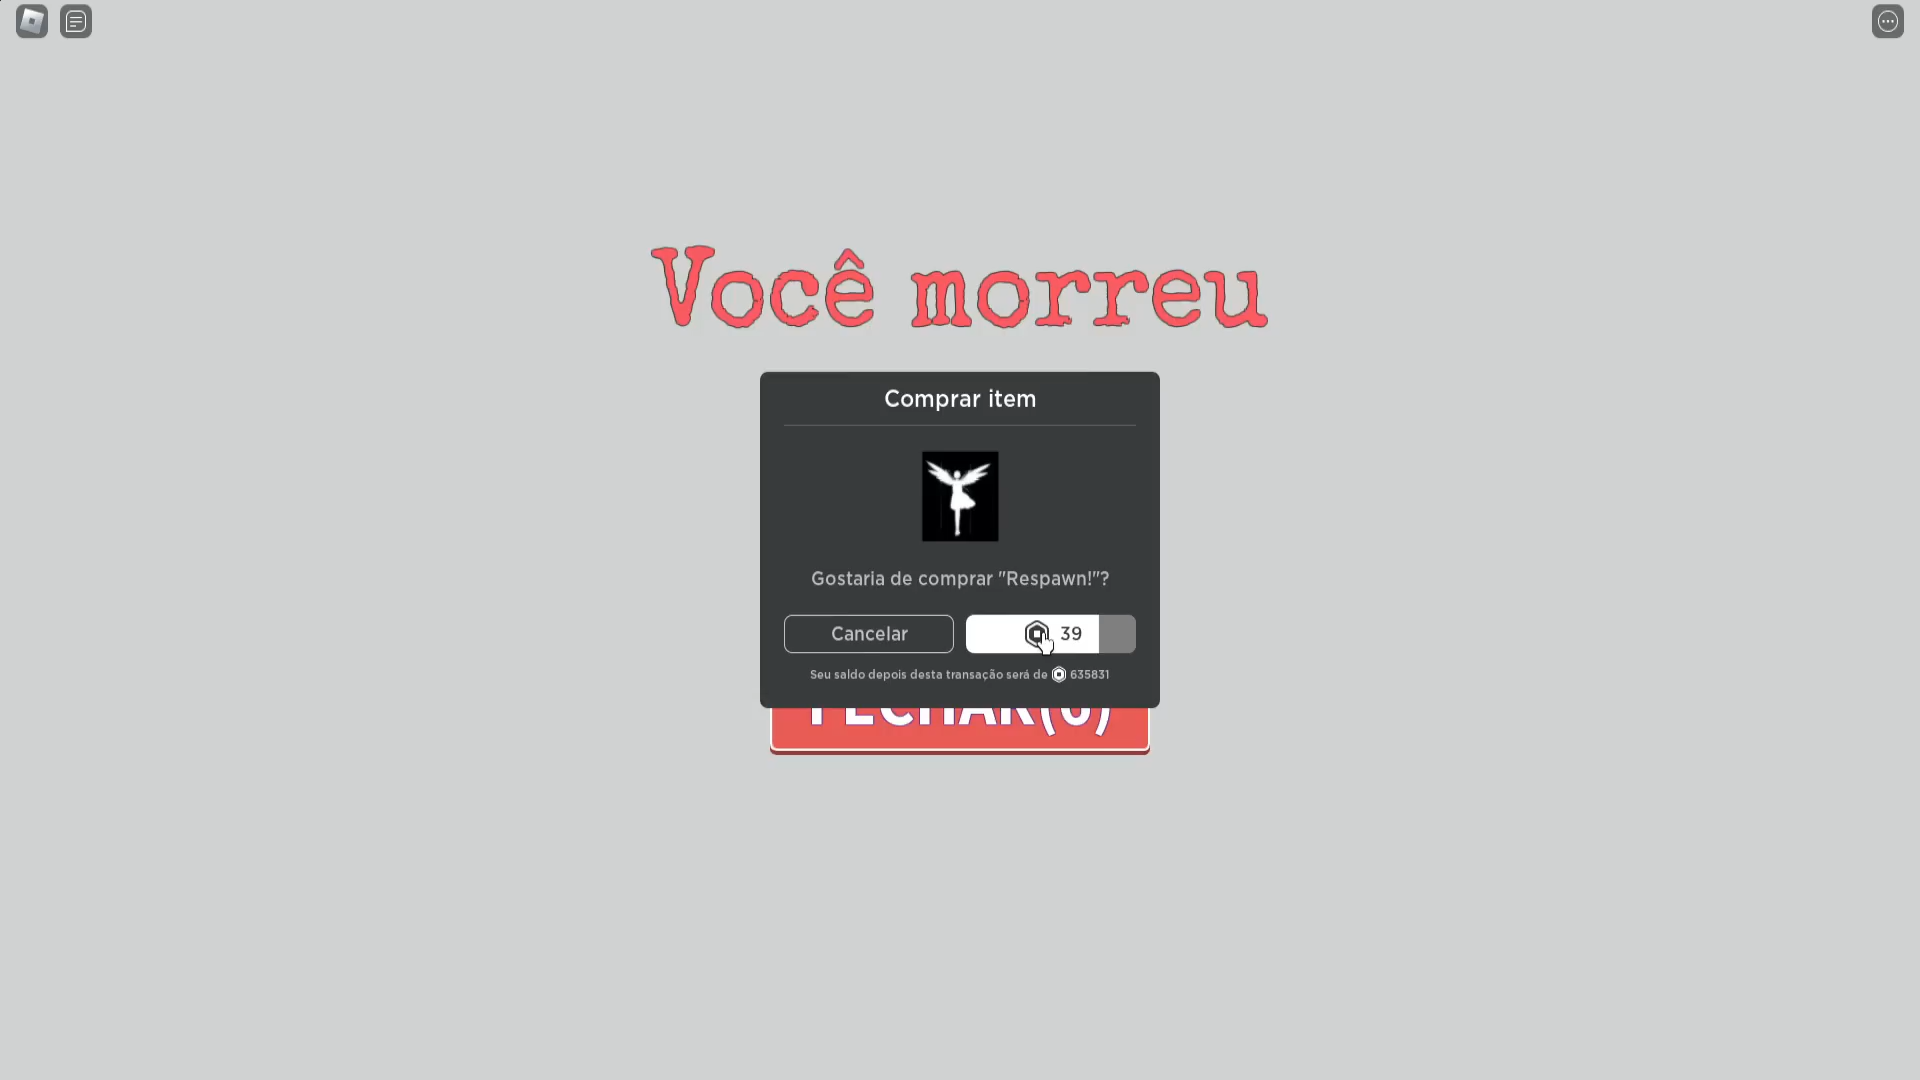 Você morreu
Comprar item
Gostaria de comprar "Respawn!"?
Cancelar
39
Seu saldo depois desta transação será de 635831